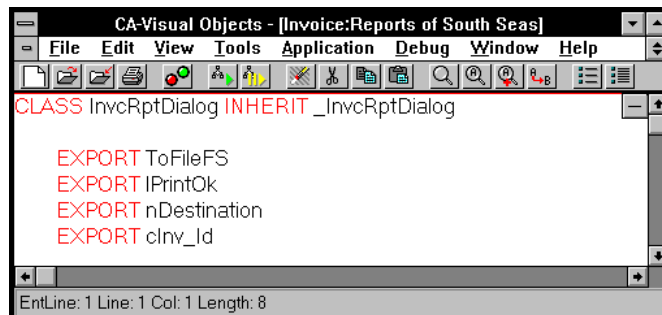 CA-Visual Objects - [Invoice:Reports of South Seas]
File Edit View Tools Application Debug Window Help
CLASS InvcRptDialog INHERIT _InvcRptDialog
EXPORT ToFileFS
EXPORT lPrintOk
EXPORT nDestination
EXPORT cInv_Id
EntLine: 1 Line: 1 Col: 1 Length: 8